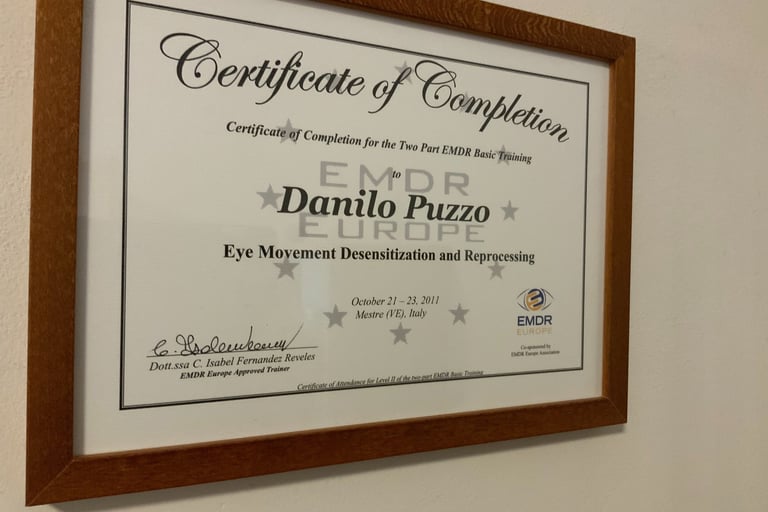 Certificate of Completion
Certificate of Completion for the Two Part EMDR Basic Training
to
EMDR
Danilo Puzzo
EUROPE
Eye Movement Desensitization and Reprocessing
October 21 – 23, 2011
Mestre (VE), Italy
EMDR
EUROPE
Co-sponsored by
EMDR Europe Association
Dott.ssa C. Isabel Fernandez Reveles
EMDR Europe Approved Trainer
Certificate of Attendance for Level II of the two-part EMDR Basic Training